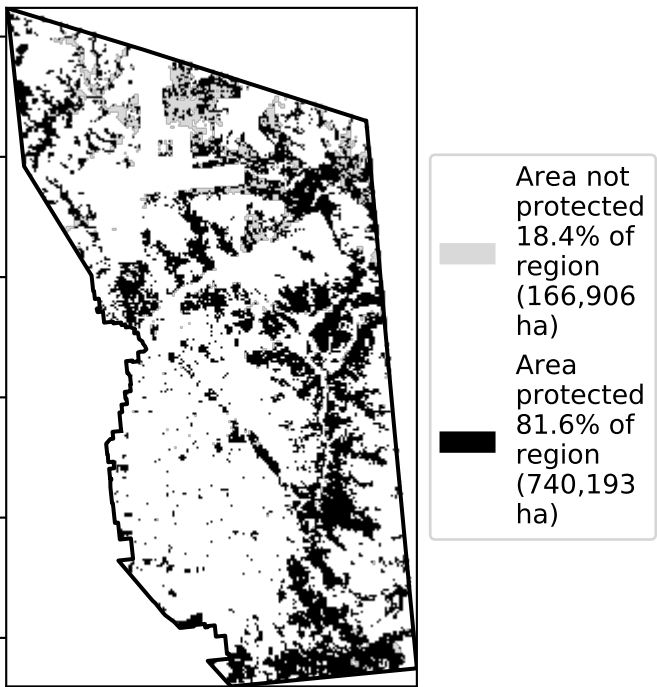 Area not
protected
18.4% of
region
(166,906
ha)
Area
protected
81.6% of
region
(740,193
ha)